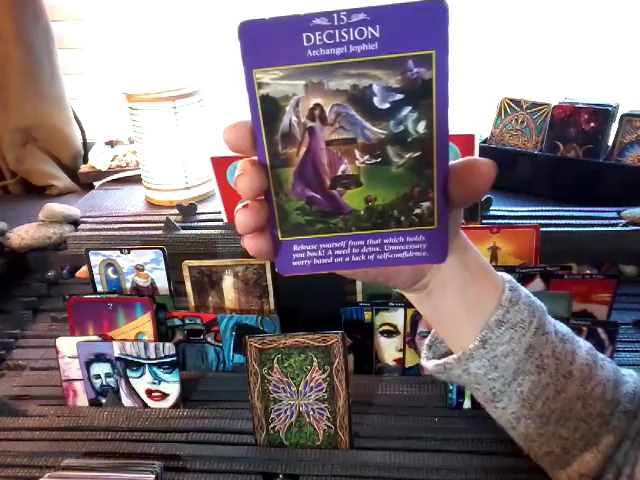 15
DECISION
Archangel Jophiel
Release yourself from that which holds
you back! A need to detox. Unnecessary
worry based on a lack of self-confidence.